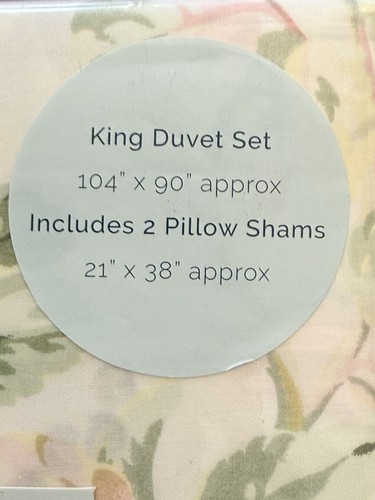 King Duvet Set
104" x 90" approx
Includes 2 Pillow Shams
21" x 38" approx